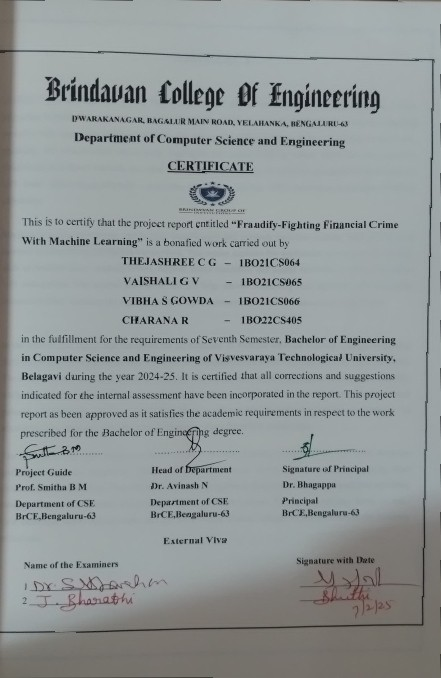 Brindavan College Of Engineering
DWARAKANAGAR, BAGALUR MAIN ROAD, YELAHANKA, BENGALURU-63
Department of Computer Science and Engineering
CERTIFICATE
BRINDAVAN GROUP OF
This is to certify that the project report entitled “Fraudify-Fighting Financial Crime
With Machine Learning” is a bonafied work carried out by
THEJASHREE C G – 1BO21CS064
VAISHALI G V – 1BO21CS065
VIBHA S GOWDA – 1BO21CS066
CHARANA R – 1BO22CS405
in the fulfillment for the requirements of Seventh Semester, Bachelor of Engineering
in Computer Science and Engineering of Visvesvaraya Technological University,
Belagavi during the year 2024-25. It is certified that all corrections and suggestions
indicated for the internal assessment have been incorporated in the report. This project
report as been approved as it satisfies the academic requirements in respect to the work
prescribed for the Bachelor of Engineering degree.
Smitha B M
Project Guide Head of Department Signature of Principal
Prof. Smitha B M Dr. Avinash N Dr. Bhagappa
Department of CSE Department of CSE Principal
BrCE,Bengaluru-63 BrCE,Bengaluru-63 BrCE,Bengaluru-63
External Viva
Name of the Examiners Signature with Date
1 Dr. S
2 J. Bharathi
7/2/25